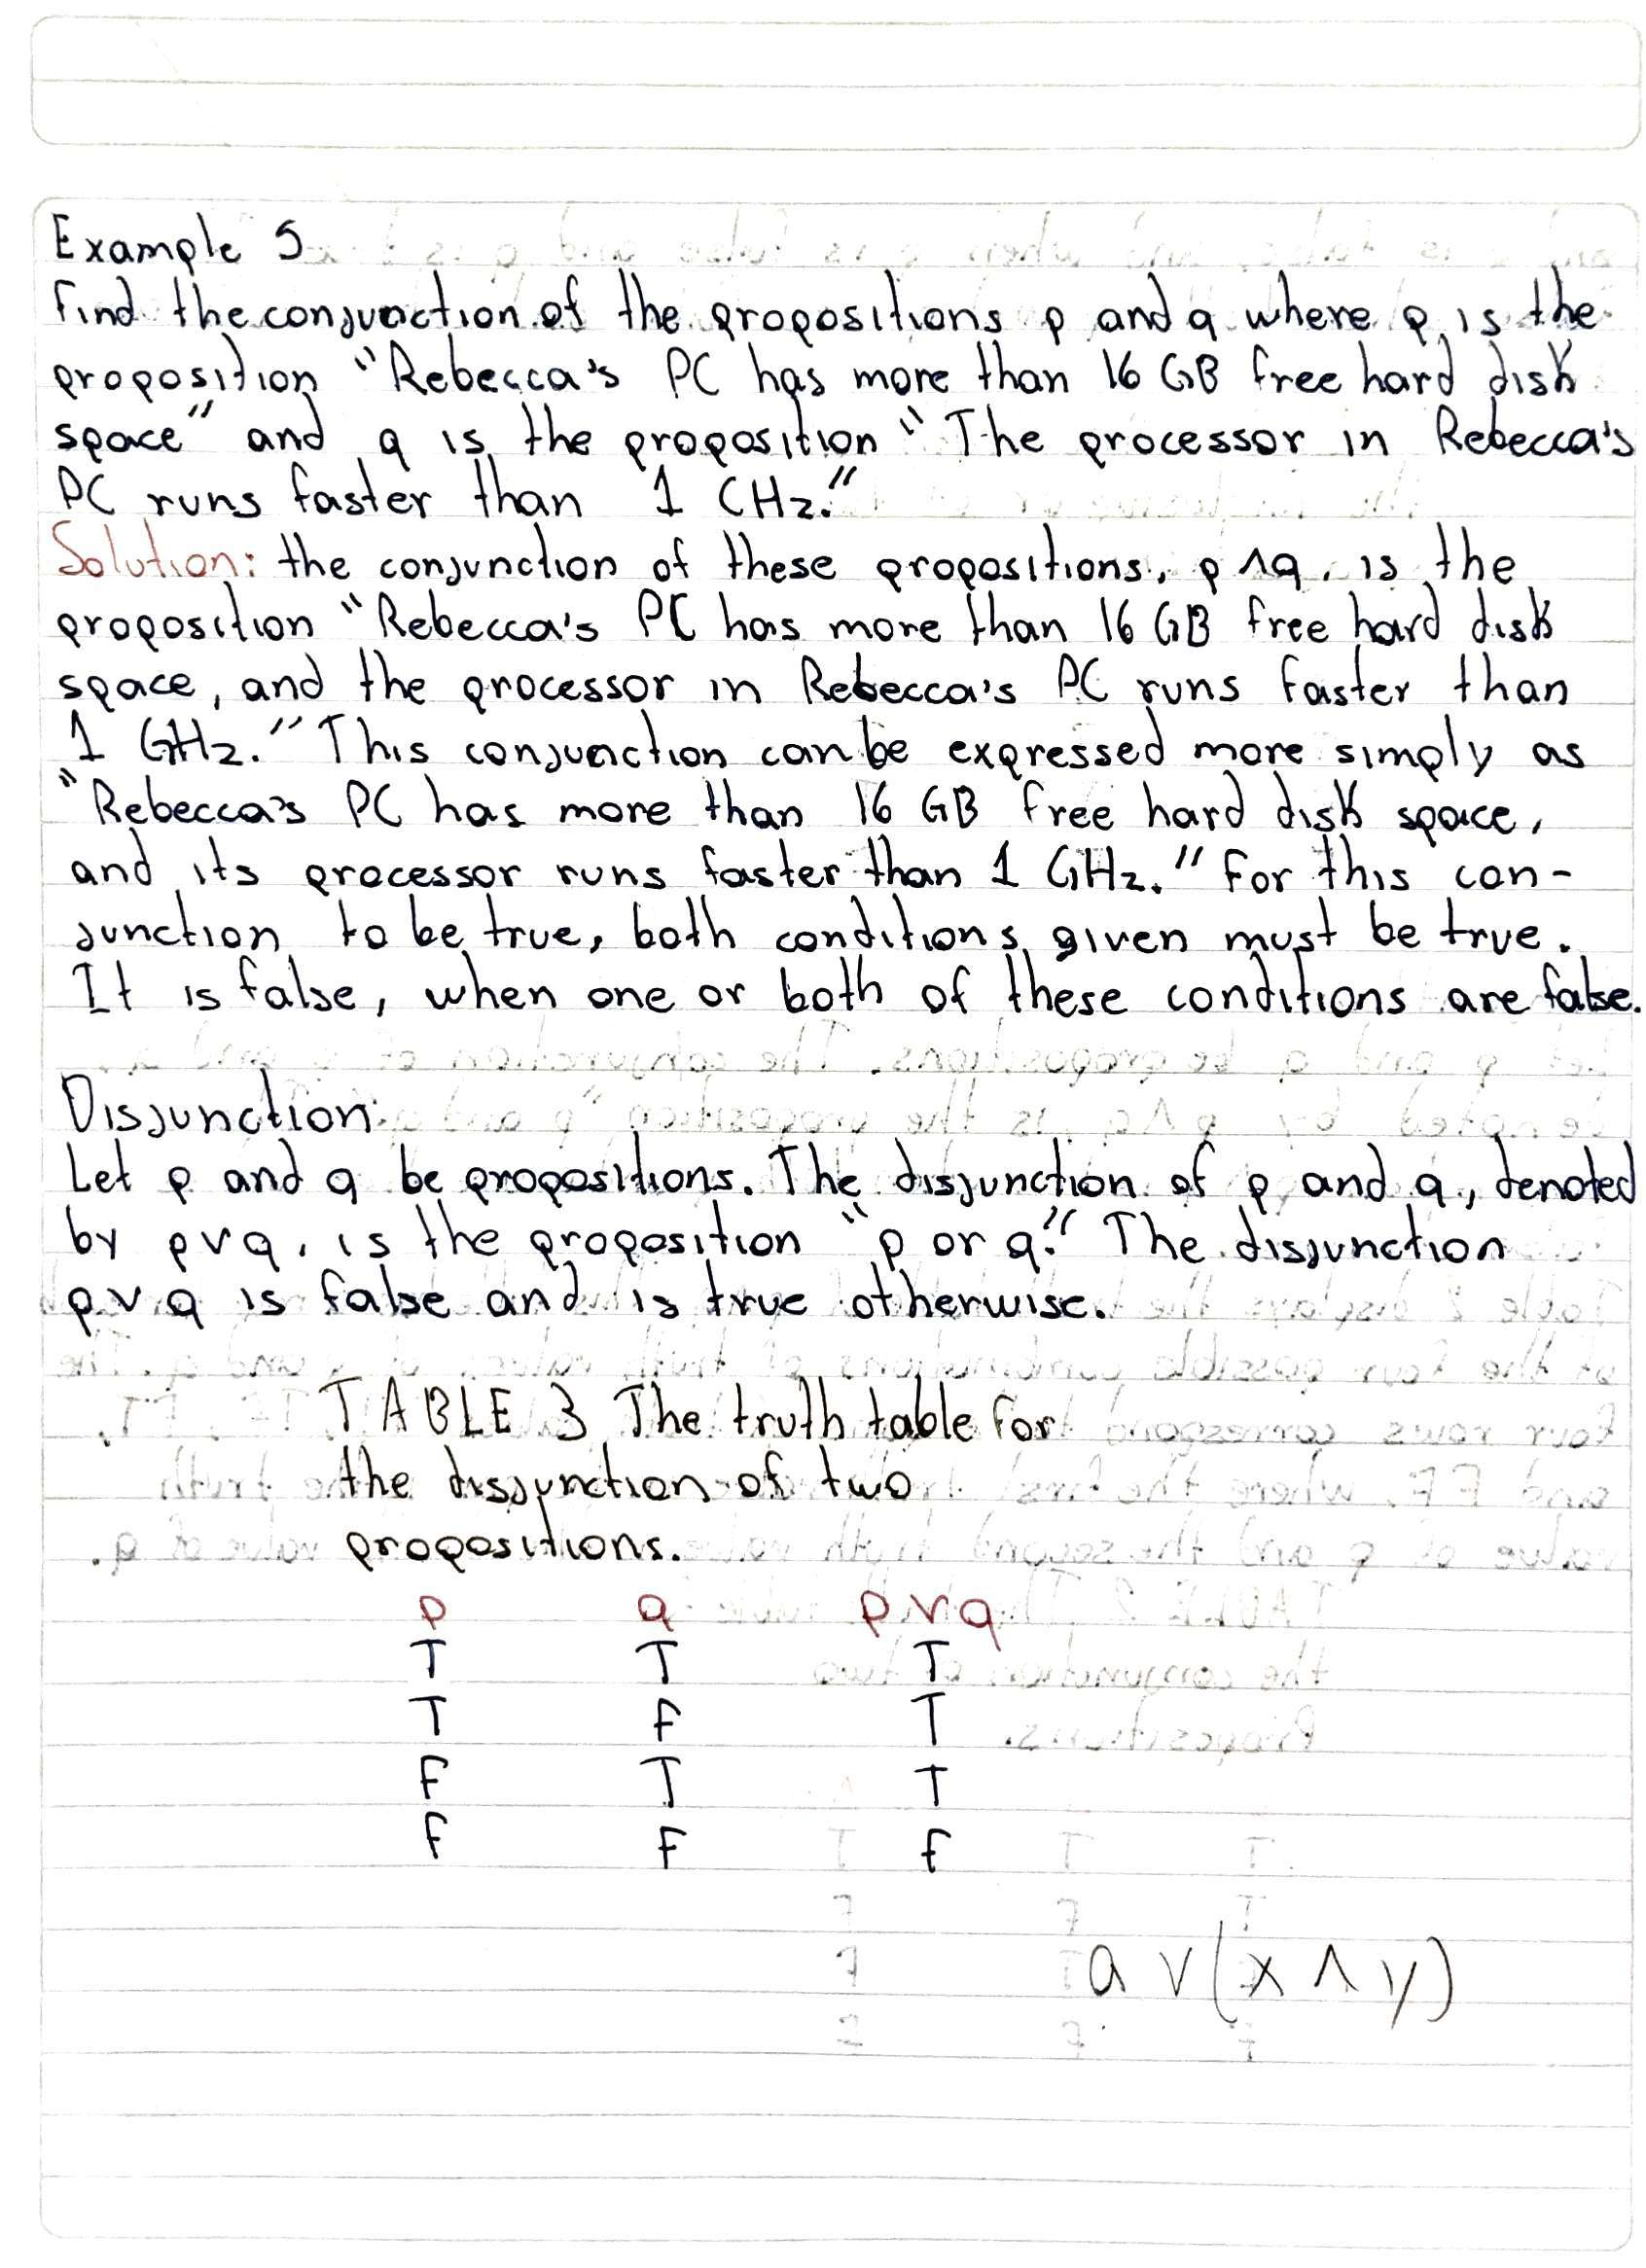 Example 5
Find the conjunction of the propositions p and q where p is the
proposition "Rebecca's PC has more than 16 GB free hard disk
space" and q is the proposition "The processor in Rebecca's
PC runs faster than 1 GHz."
Solution: the conjunction of these propositions, p ∧ q, is the
proposition "Rebecca's PC has more than 16 GB free hard disk
space, and the processor in Rebecca's PC runs faster than
1 GHz." This conjunction can be expressed more simply as
"Rebecca's PC has more than 16 GB free hard disk space,
and its processor runs faster than 1 GHz." For this con-
junction to be true, both conditions given must be true.
It is false, when one or both of these conditions are false.
Disjunction:
Let p and q be propositions. The disjunction of p and q, denoted
by p ∨ q, is the proposition "p or q." The disjunction
p ∨ q is false and is true otherwise.
TABLE 3 The truth table for
the disjunction of two
propositions.
p q p ∨ q
T T T
T F T
F T T
F F F
a ∨ (x ∧ y)